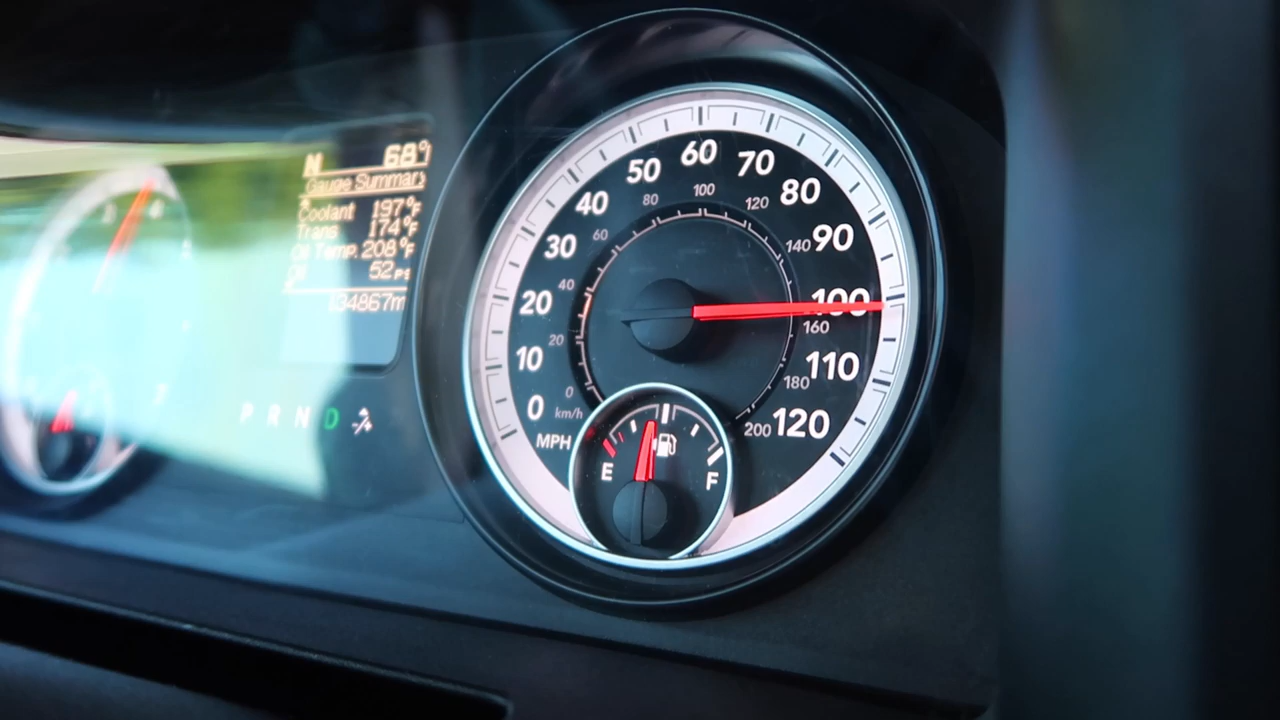 N 68°
Gauge Summary
Coolant 197°F
Trans 174°F
Oil Temp. 208°F
Oil 52
34867m
P R N D
0
10
20
30
40
50
60
70
80
90
100
110
120
MPH
0
20
40
60
80
100
120
140
160
180
200
km/h
E
F